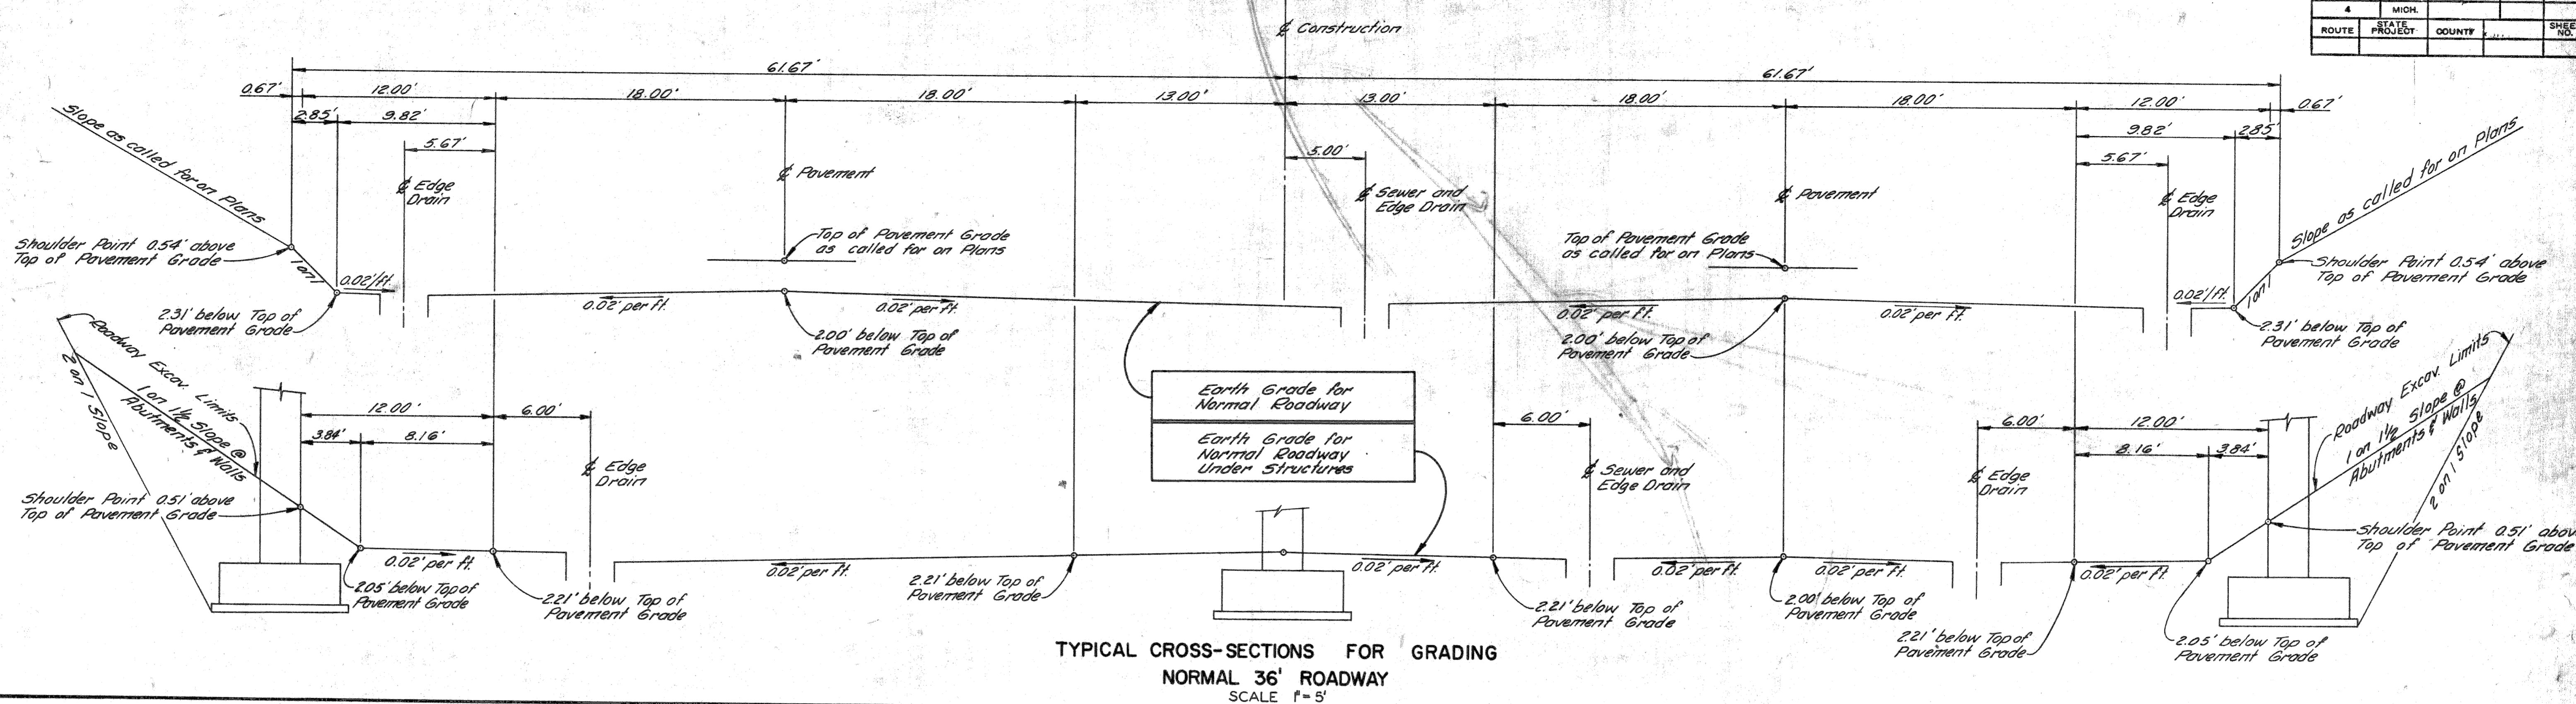 4 MICH.
ROUTE STATE PROJECT COUNTY SHEE NO.
℄ Construction
61.67' 61.67'
0.67' 12.00' 18.00' 18.00' 13.00' 13.00' 18.00' 18.00' 12.00' 0.67'
2.85' 9.82' 9.82' 2.85'
5.67' 5.00' 5.67'
Slope as called for on Plans
℄ Edge
Drain
℄ Pavement
℄ Sewer and
Edge Drain
℄ Pavement
℄ Edge
Drain
Slope as called for on Plans
Shoulder Point 0.54' above
Top of Pavement Grade
1 on 1
0.02'/ft.
Top of Pavement Grade
as called for on Plans
Top of Pavement Grade
as called for on Plans
0.02'/ft.
1 on 1
Shoulder Point 0.54' above
Top of Pavement Grade
2.31' below Top of
Pavement Grade
0.02' per ft.
0.02' per ft.
2.00' below Top of
Pavement Grade
0.02' per ft.
0.02' per ft.
2.00' below Top of
Pavement Grade
2.31' below Top of
Pavement Grade
Earth Grade for
Normal Roadway
Earth Grade for
Normal Roadway
Under Structures
Roadway Excav. Limits
1 on 1½ Slope @
Abutments & Walls
2 on 1 Slope
12.00' 6.00' 6.00' 6.00' 12.00'
3.84' 8.16' 8.16' 3.84'
℄ Edge
Drain
℄ Sewer and
Edge Drain
℄ Edge
Drain
Roadway Excav. Limits
1 on 1½ Slope @
Abutments & Walls
2 on 1 Slope
Shoulder Point 0.51' above
Top of Pavement Grade
Shoulder Point 0.51' abov
Top of Pavement Grade
0.02' per ft.
2.05' below Top of
Pavement Grade
2.21' below Top of
Pavement Grade
0.02' per ft.
2.21' below Top of
Pavement Grade
0.02' per ft.
2.21' below Top of
Pavement Grade
0.02' per ft.
0.02' per ft.
2.00' below Top of
Pavement Grade
0.02' per ft.
2.21' below Top of
Pavement Grade
2.05' below Top of
Pavement Grade
TYPICAL CROSS-SECTIONS FOR GRADING
NORMAL 36' ROADWAY
SCALE 1"=5'